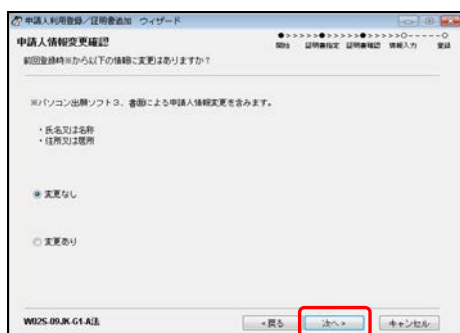 申請人利用登録／証明書追加 ウィザード
申請人情報変更確認
●>>>>>●>>>>>●>>>>>○-----○
開始 証明書指定 証明書確認 情報入力 登録
前回登録時※から以下の情報に変更はありますか？
※パソコン出願ソフト３、書面による申請人情報変更を含みます。
・氏名又は名称
・住所又は居所
変更なし
変更あり
W02S-09JK-G1-A法
<戻る
次へ>
キャンセル